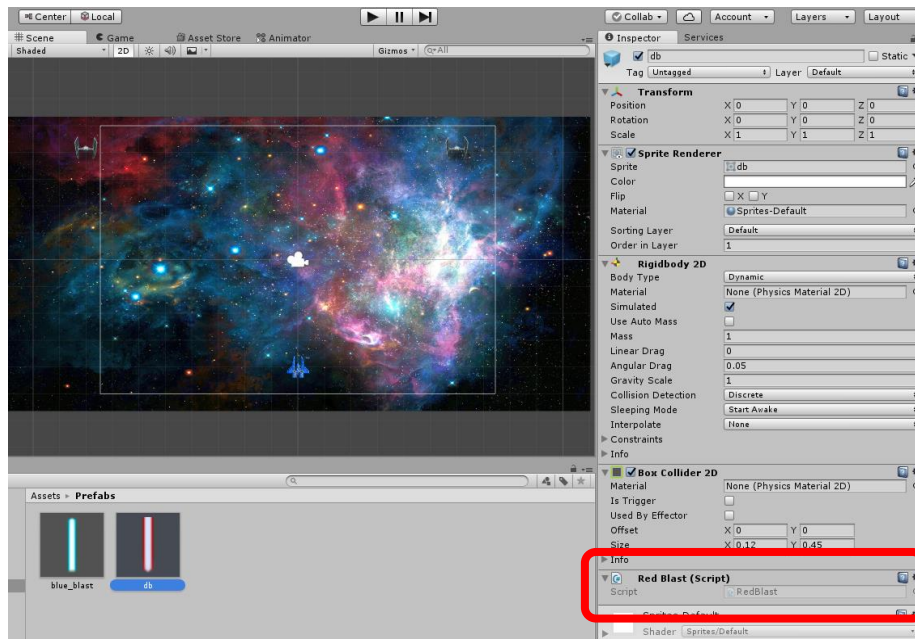 Center Local
Collab Account Layers Layout
Scene Game Asset Store Animator
Shaded 2D Gizmos Q▾All
Inspector Services
db Static
Tag Untagged Layer Default
Transform
Position X 0 Y 0 Z 0
Rotation X 0 Y 0 Z 0
Scale X 1 Y 1 Z 1
Sprite Renderer
Sprite db
Color
Flip X Y
Material Sprites-Default
Sorting Layer Default
Order in Layer 1
Rigidbody 2D
Body Type Dynamic
Material None (Physics Material 2D)
Simulated
Use Auto Mass
Mass 1
Linear Drag 0
Angular Drag 0.05
Gravity Scale 1
Collision Detection Discrete
Sleeping Mode Start Awake
Interpolate None
Constraints
Info
Box Collider 2D
Material None (Physics Material 2D)
Is Trigger
Used By Effector
Offset X 0 Y 0
Size X 0.12 Y 0.45
Info
Red Blast (Script)
Script RedBlast
Sprites-Default
Shader Sprites/Default
Assets ▸ Prefabs
blue_blast db